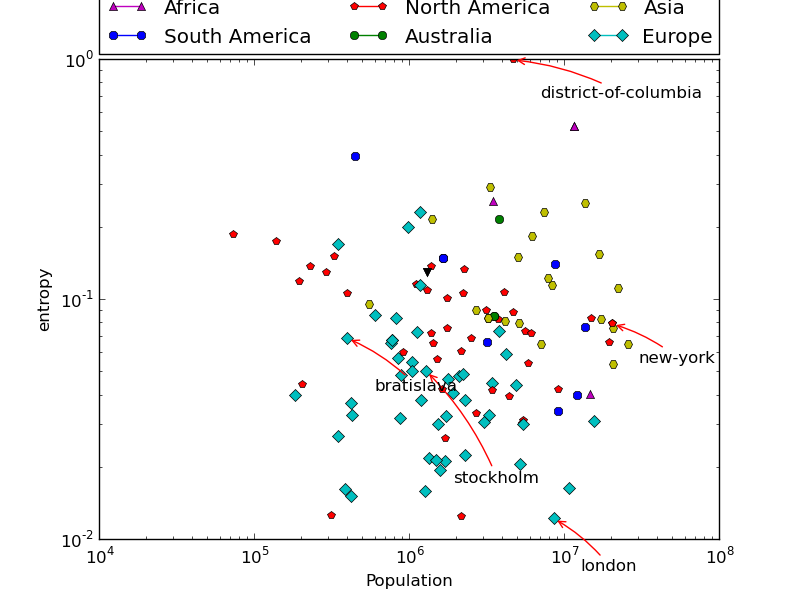 Africa North America Asia
South America Australia Europe
10^0
district-of-columbia
entropy
10^-1
new-york
bratislava
stockholm
10^-2
london
10^4 10^5 10^6 10^7 10^8
Population